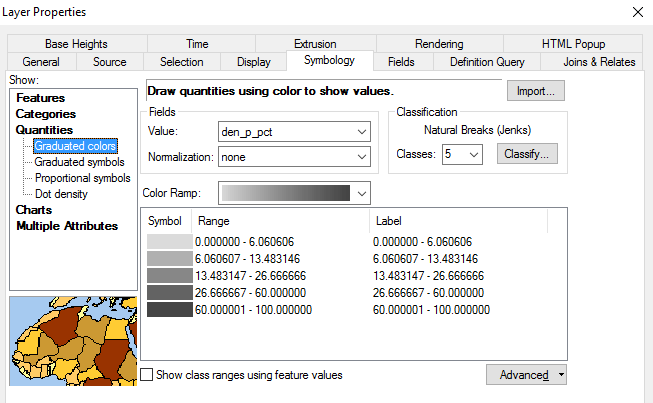 Layer Properties
Base Heights Time Extrusion Rendering HTML Popup
General Source Selection Display Symbology Fields Definition Query Joins & Relates
Show:
Features
Categories
Quantities
Graduated colors
Graduated symbols
Proportional symbols
Dot density
Charts
Multiple Attributes
Draw quantities using color to show values.
Import...
Fields
Value: den_p_pct
Normalization: none
Classification
Natural Breaks (Jenks)
Classes: 5 Classify...
Color Ramp:
Symbol Range Label
0.000000 - 6.060606 0.000000 - 6.060606
6.060607 - 13.483146 6.060607 - 13.483146
13.483147 - 26.666666 13.483147 - 26.666666
26.666667 - 60.000000 26.666667 - 60.000000
60.000001 - 100.000000 60.000001 - 100.000000
Show class ranges using feature values
Advanced